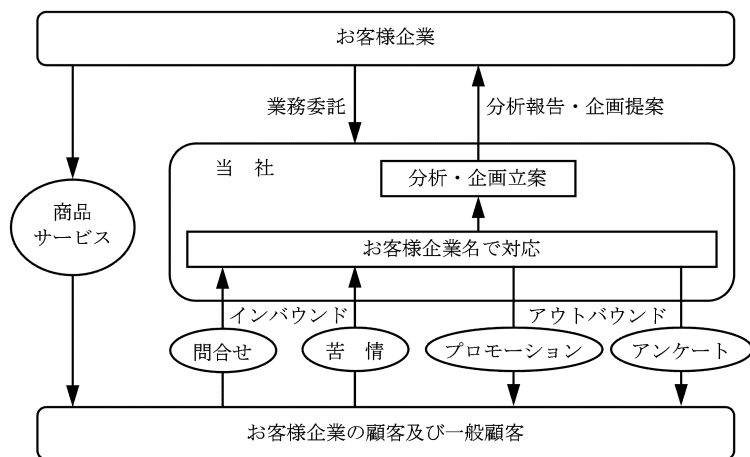 お客様企業
業務委託
分析報告・企画提案
当　社
分析・企画立案
商品
サービス
お客様企業名で対応
インバウンド
アウトバウンド
問合せ
苦　情
プロモーション
アンケート
お客様企業の顧客及び一般顧客